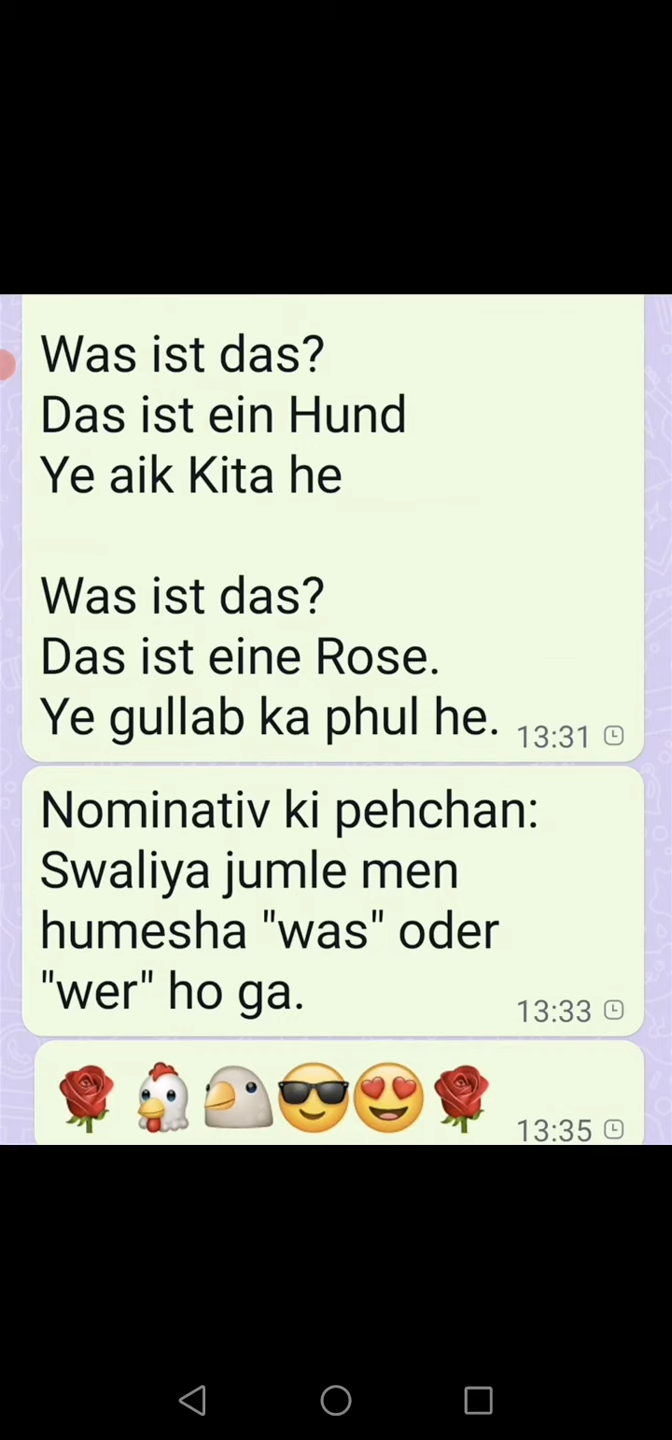 Was ist das?
Das ist ein Hund
Ye aik Kita he
Was ist das?
Das ist eine Rose.
Ye gullab ka phul he.
13:31
Nominativ ki pehchan:
Swaliya jumle men
humesha "was" oder
"wer" ho ga.
13:33
🌹🐔🐦😎😍🌹
13:35